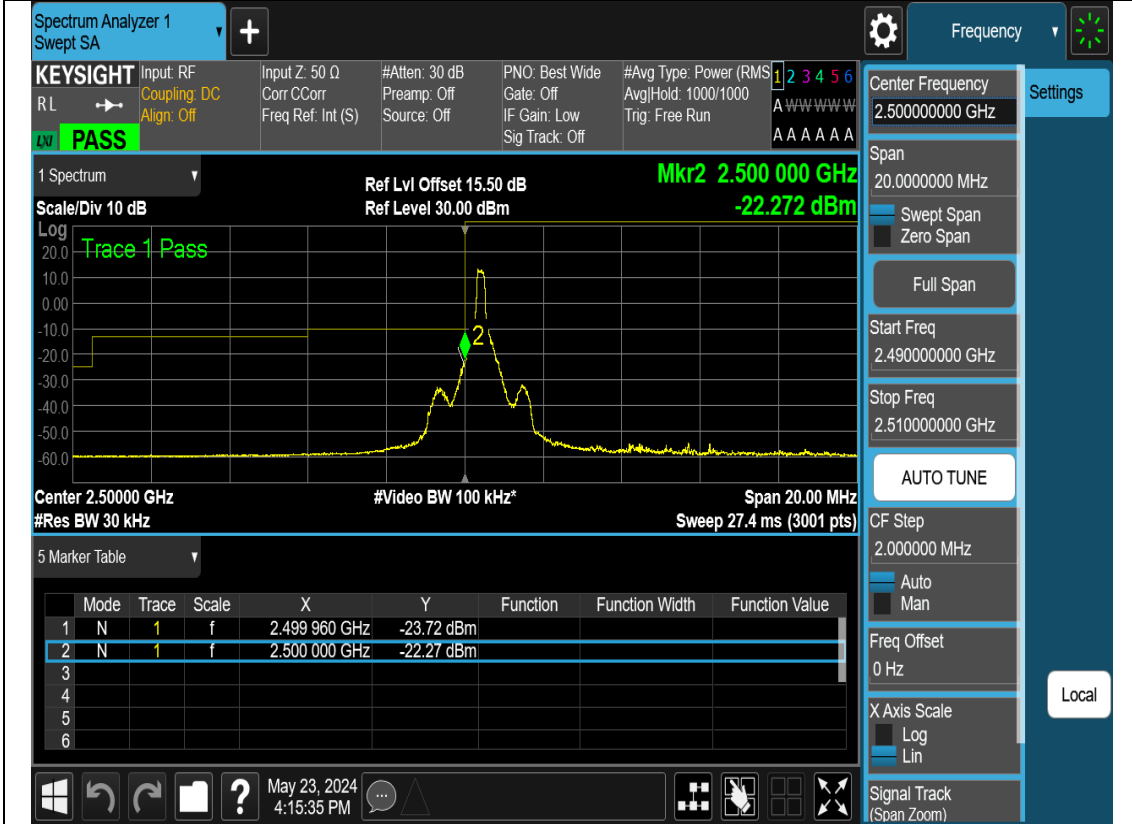 Spectrum Analyzer 1
Swept SA
+
Frequency
KEYSIGHT
RL
LXI PASS
Input: RF
Coupling: DC
Align: Off
Input Z: 50 Ω
Corr CCorr
Freq Ref: Int (S)
#Atten: 30 dB
Preamp: Off
Source: Off
PNO: Best Wide
Gate: Off
IF Gain: Low
Sig Track: Off
#Avg Type: Power (RMS
Avg|Hold: 1000/1000
Trig: Free Run
1 2 3 4 5 6
A W W W W W
A A A A A A
1 Spectrum
Scale/Div 10 dB
Ref Lvl Offset 15.50 dB
Ref Level 30.00 dBm
Mkr2 2.500 000 GHz
-22.272 dBm
Log
Trace 1 Pass
20.0
10.0
0.00
-10.0
-20.0
-30.0
-40.0
-50.0
-60.0
2
Center 2.50000 GHz
#Res BW 30 kHz
#Video BW 100 kHz*
Span 20.00 MHz
Sweep 27.4 ms (3001 pts)
5 Marker Table
Mode Trace Scale X Y Function Function Width Function Value
1 N 1 f 2.499 960 GHz -23.72 dBm
2 N 1 f 2.500 000 GHz -22.27 dBm
3
4
5
6
?
May 23, 2024
4:15:35 PM
Center Frequency
2.500000000 GHz
Span
20.0000000 MHz
Swept Span
Zero Span
Full Span
Start Freq
2.490000000 GHz
Stop Freq
2.510000000 GHz
AUTO TUNE
CF Step
2.000000 MHz
Auto
Man
Freq Offset
0 Hz
X Axis Scale
Log
Lin
Signal Track
(Span Zoom)
Settings
Local